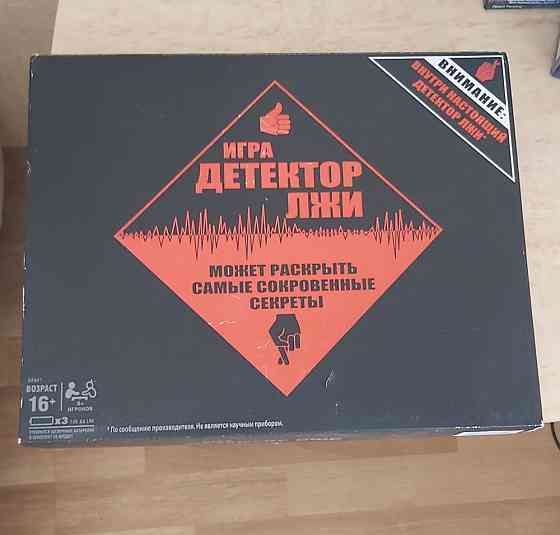 ВНИМАНИЕ:
ВНУТРИ НАСТОЯЩИЙ
ДЕТЕКТОР ЛЖИ*
ИГРА
ДЕТЕКТОР
ЛЖИ
МОЖЕТ РАСКРЫТЬ
САМЫЕ СОКРОВЕННЫЕ
СЕКРЕТЫ
ВОЗРАСТ
16+
ИГРОКОВ
x3
* По сообщению производителя. Не является научным прибором.